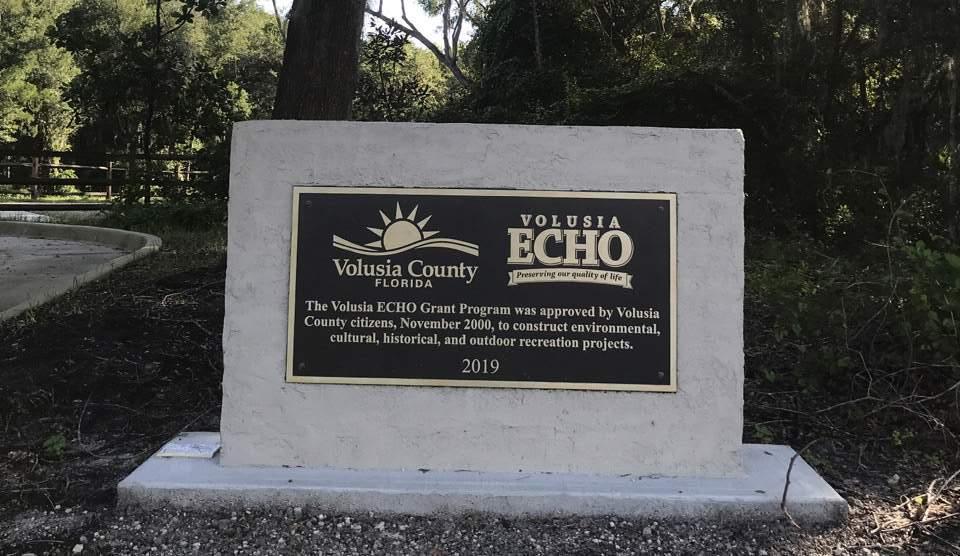 Volusia County
FLORIDA
VOLUSIA
ECHO
Preserving our quality of life
The Volusia ECHO Grant Program was approved by Volusia
County citizens, November 2000, to construct environmental,
cultural, historical, and outdoor recreation projects.
2019